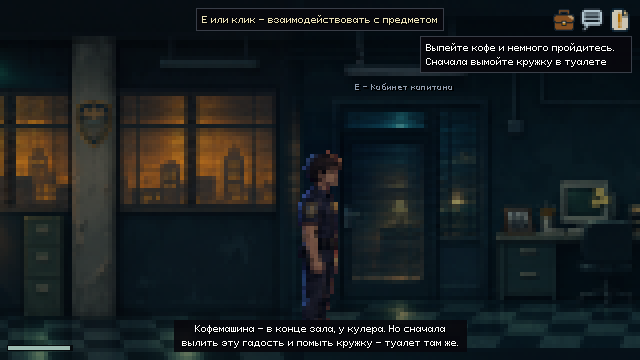 E или клик – взаимодействовать с предметом
Выпейте кофе и немного пройдитесь.
Сначала вымойте кружку в туалете
E – Кабинет капитана
Кофемашина – в конце зала, у кулера. Но сначала
вылить эту гадость и помыть кружку – туалет там же.